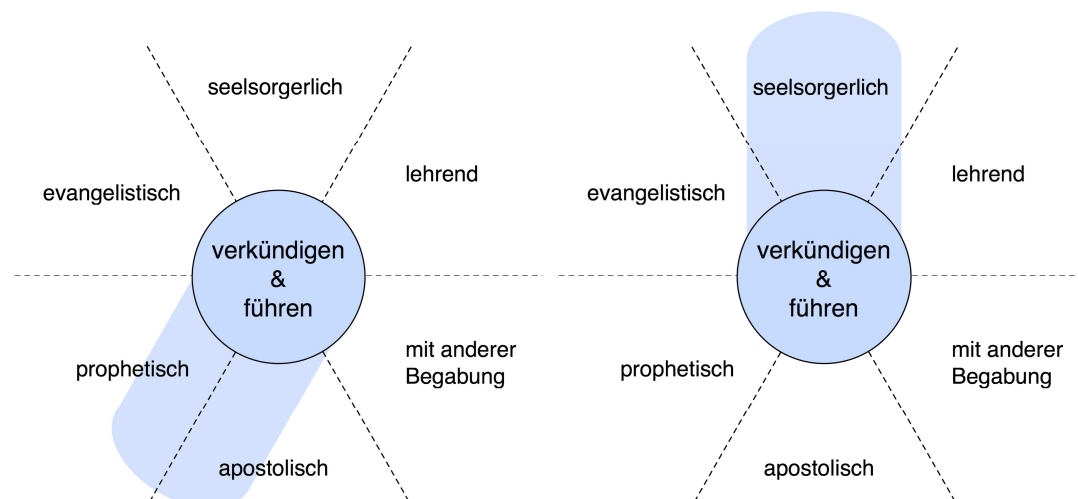 seelsorgerlich
lehrend
evangelistisch
verkündigen
&
führen
prophetisch
mit anderer
Begabung
apostolisch
seelsorgerlich
lehrend
evangelistisch
verkündigen
&
führen
prophetisch
mit anderer
Begabung
apostolisch